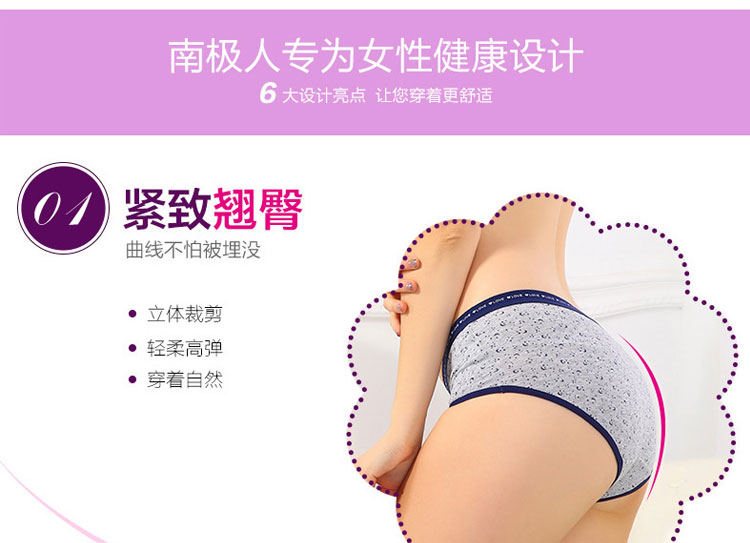 南极人专为女性健康设计
6大设计亮点 让您穿着更舒适
01
紧致翘臀
曲线不怕被埋没
立体裁剪
轻柔高弹
穿着自然